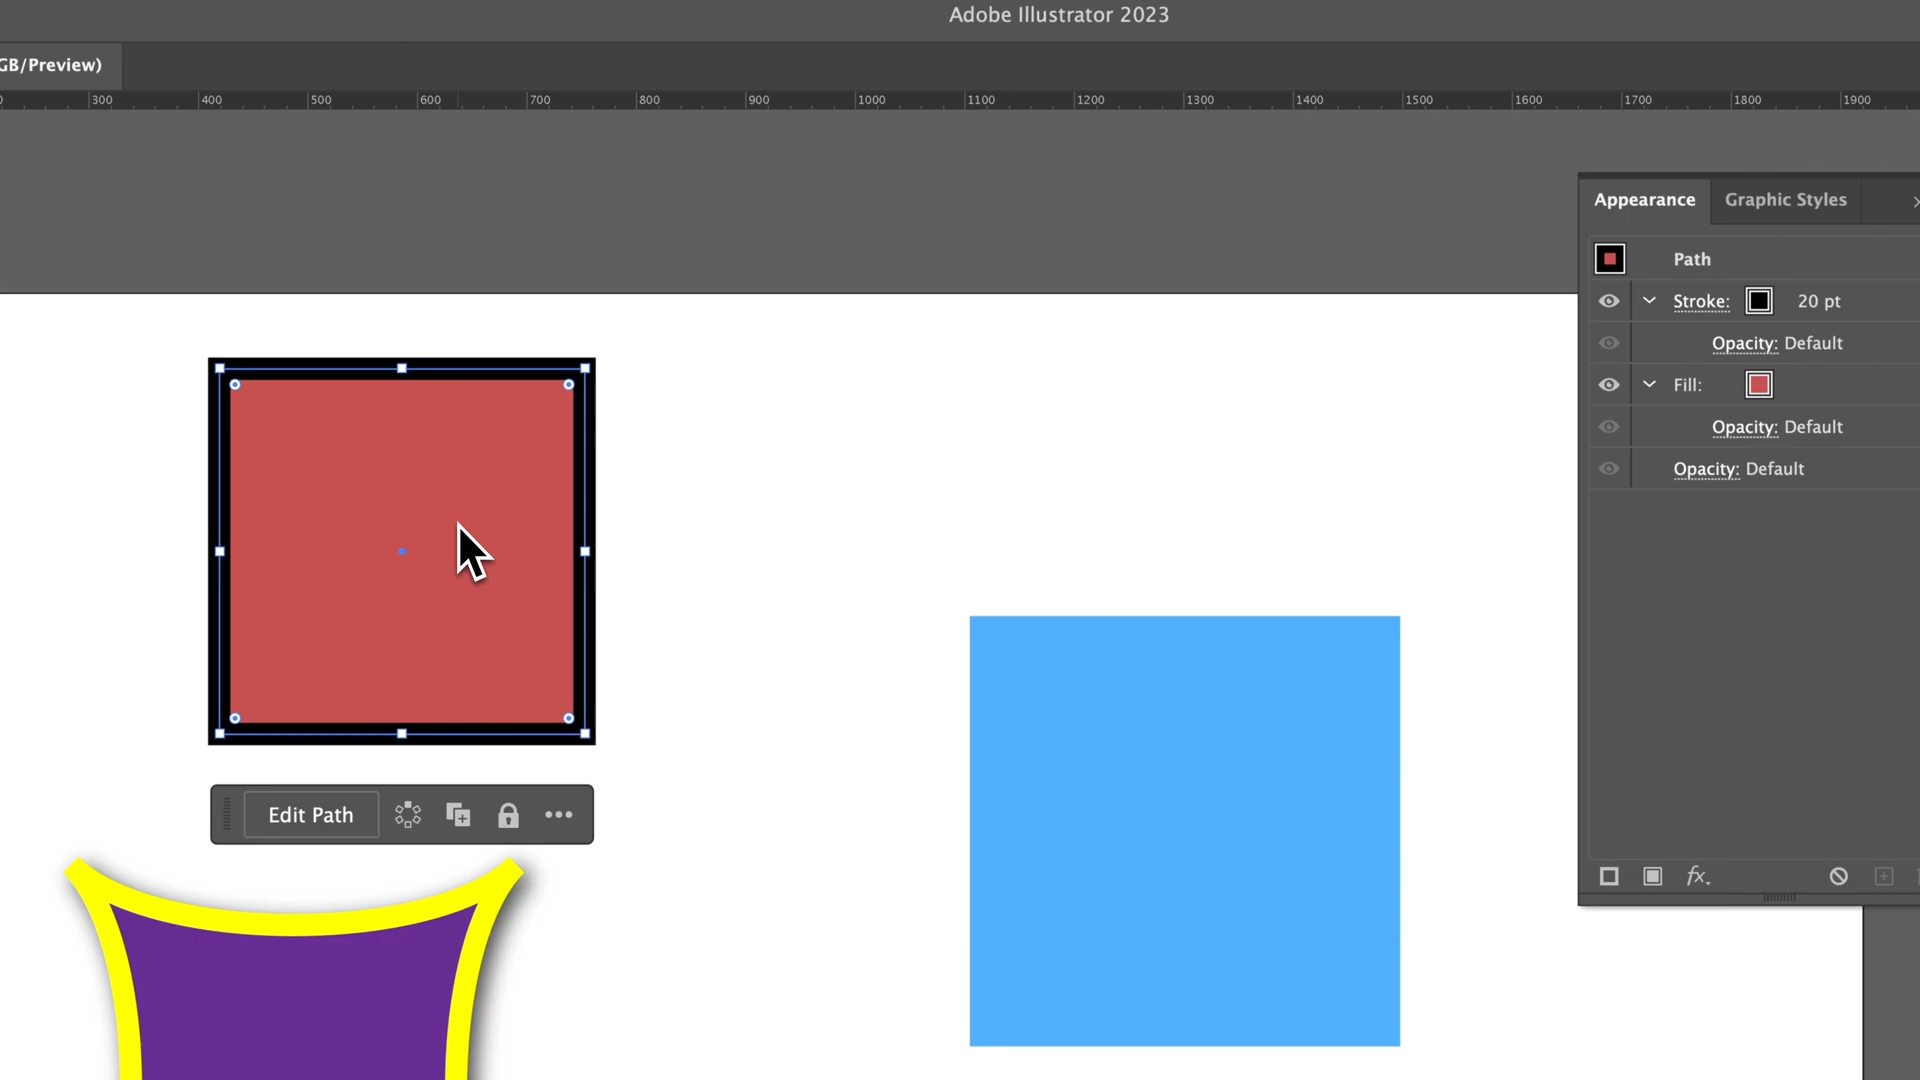 Adobe Illustrator 2023
GB/Preview)
300 400 500 600 700 800 900 1000 1100 1200 1300 1400 1500 1600 1700 1800 1900
Appearance Graphic Styles
Path
Stroke: 20 pt
Opacity: Default
Fill:
Opacity: Default
Opacity: Default
Edit Path
fx